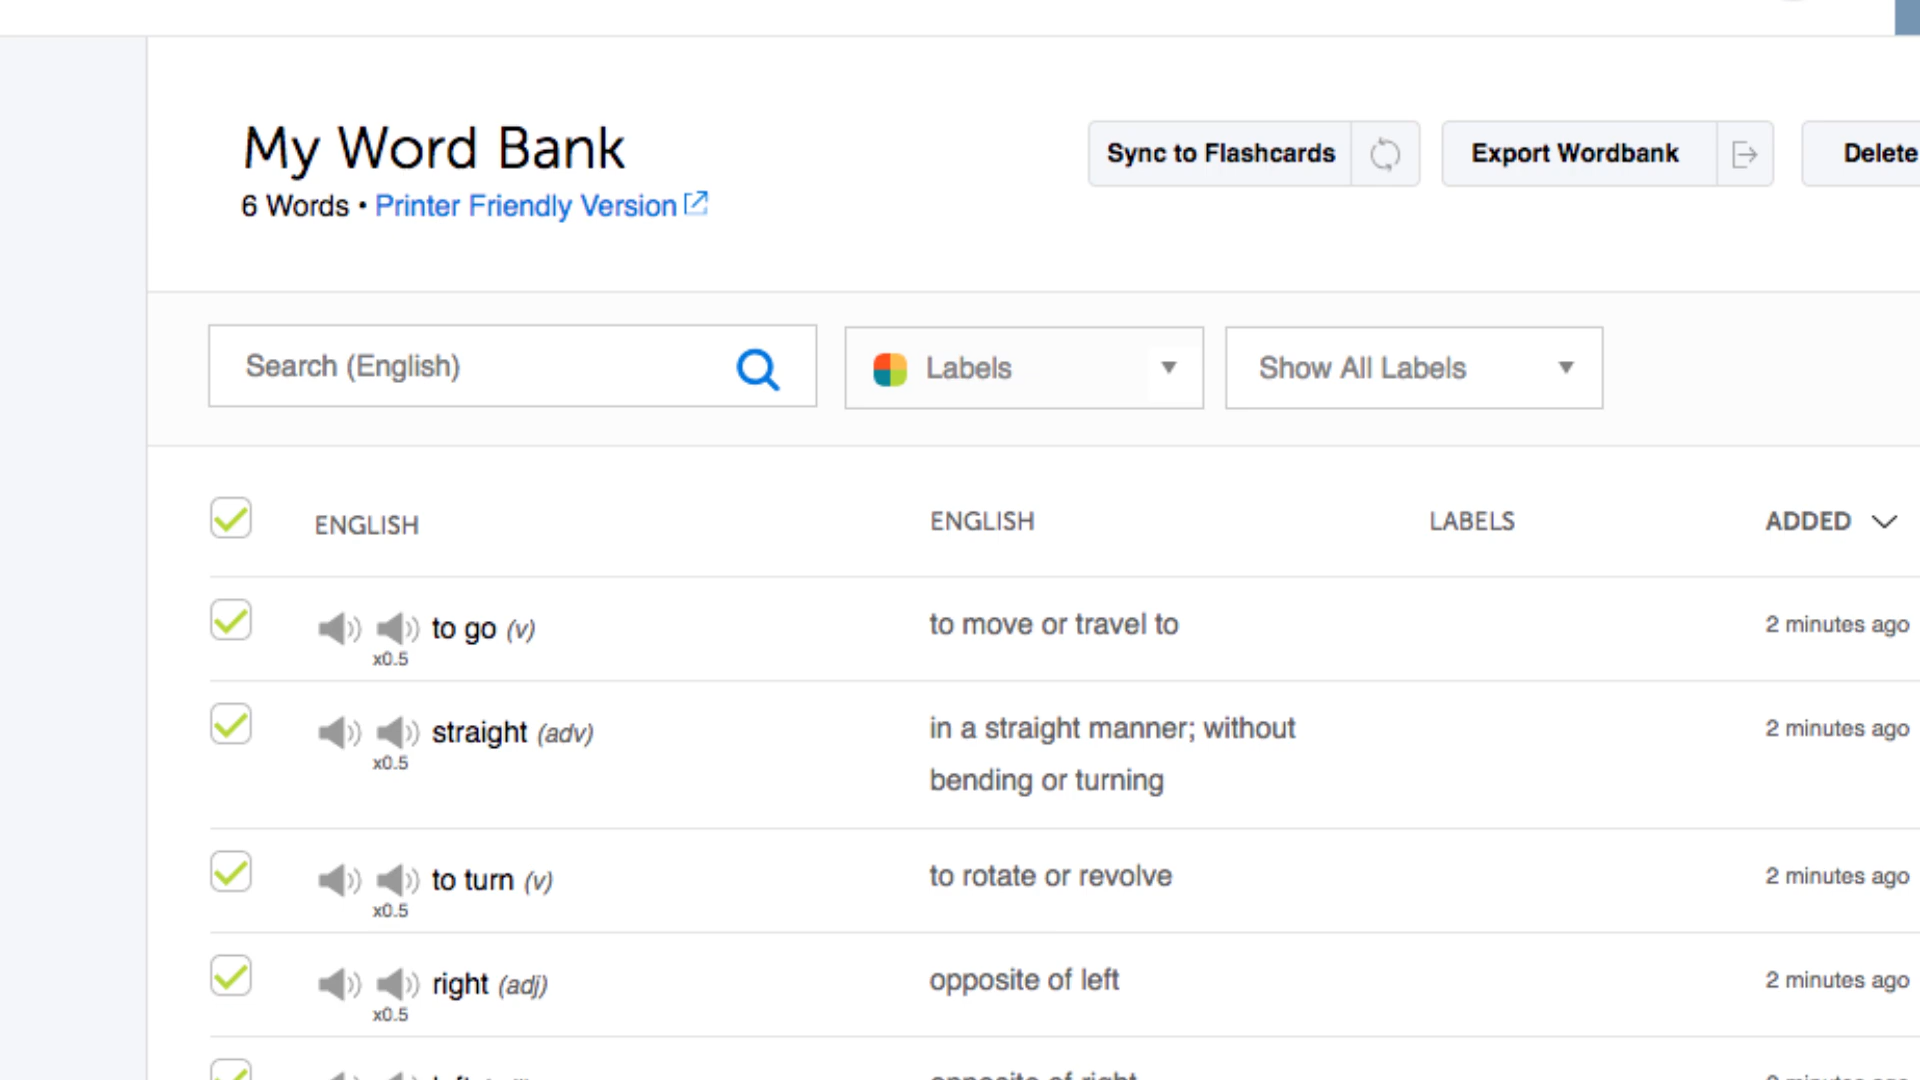 My Word Bank
6 Words • Printer Friendly Version
Sync to Flashcards
Export Wordbank
Delete
Search (English)
Labels
Show All Labels
ENGLISH ENGLISH LABELS ADDED
to go (v) to move or travel to 2 minutes ago
x0.5
straight (adv) in a straight manner; without 2 minutes ago
x0.5
bending or turning
to turn (v) to rotate or revolve 2 minutes ago
x0.5
right (adj) opposite of left 2 minutes ago
x0.5
opposite of right